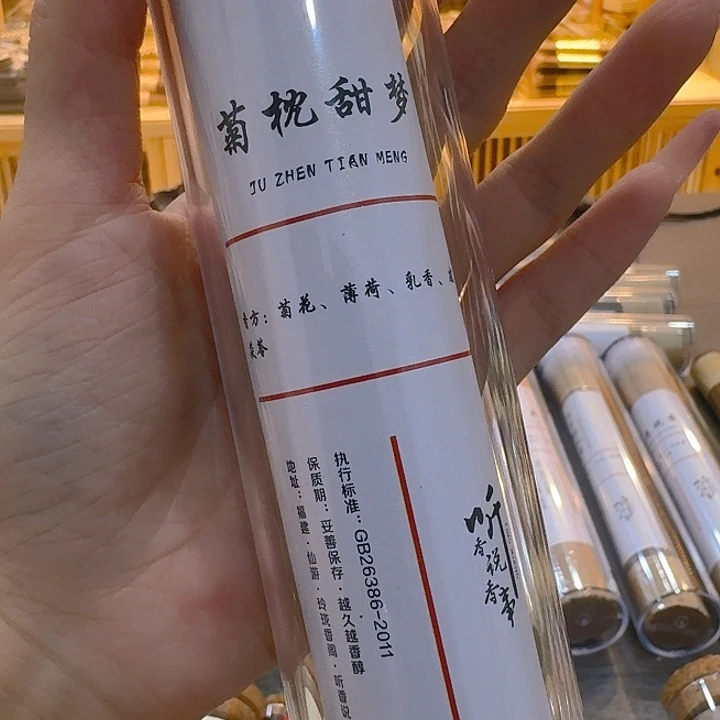 菊枕甜梦
JU ZHEN TIAN MENG
香方：菊花、薄荷、乳香、
茯苓
执行标准：GB26386-2011
保质期：妥善保存·越久越香醇
地址：福建·仙游·玲珑香阁·听香说
听
香说
香事